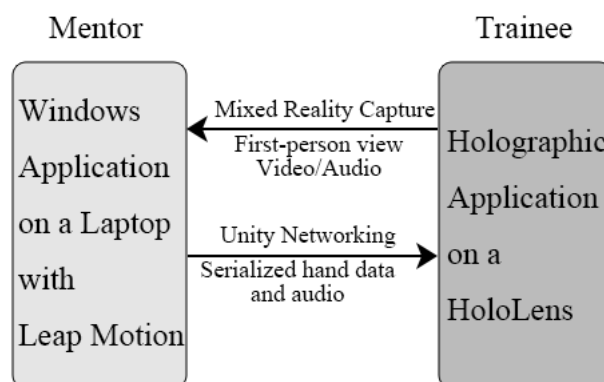 Mentor
Trainee
Windows
Application
on a Laptop
with
Leap Motion
Mixed Reality Capture
First-person view
Video/Audio
Unity Networking
Serialized hand data
and audio
Holographic
Application
on a
HoloLens